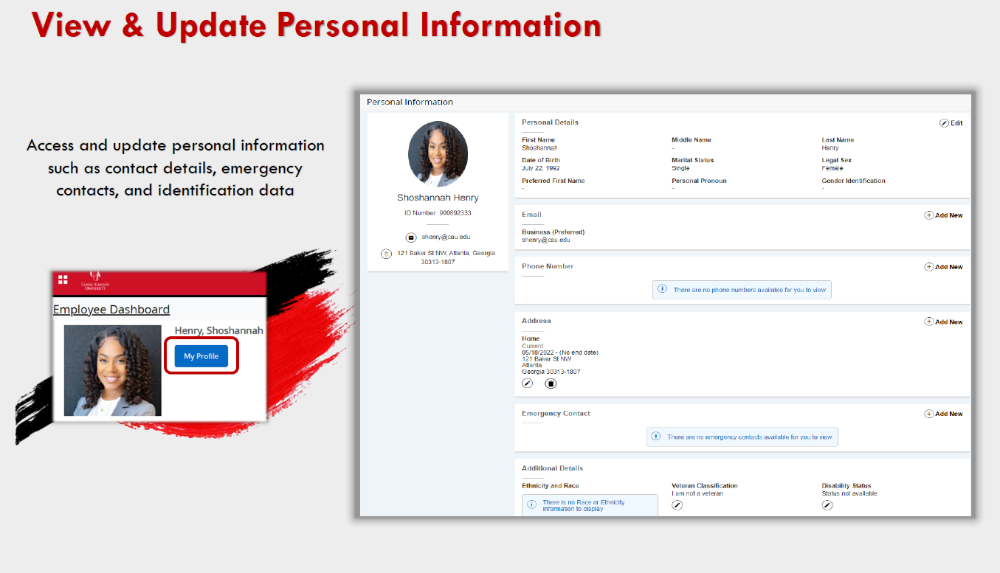 View & Update Personal Information
Access and update personal information
such as contact details, emergency
contacts, and identification data
CLARK ATLANTA
UNIVERSITY
Employee Dashboard
Henry, Shoshannah
My Profile
Personal Information
Shoshannah Henry
ID Number: 900892333
shenry@cau.edu
121 Baker St NW, Atlanta, Georgia
30313-1807
Personal Details
Edit
First Name Middle Name Last Name
Shoshannah - Henry
Date of Birth Marital Status Legal Sex
July 22, 1992 Single Female
Preferred First Name Personal Pronoun Gender Identification
- - -
Email
Add New
Business (Preferred)
shenry@cau.edu
Phone Number
Add New
There are no phone numbers available for you to view.
Address
Add New
Home
Current
05/18/2022 - (No end date)
121 Baker St NW
Atlanta
Georgia 30313-1807
Emergency Contact
Add New
There are no emergency contacts available for you to view.
Additional Details
Ethnicity and Race Veteran Classification Disability Status
I am not a veteran Status not available
There is no Race or Ethnicity
information to display